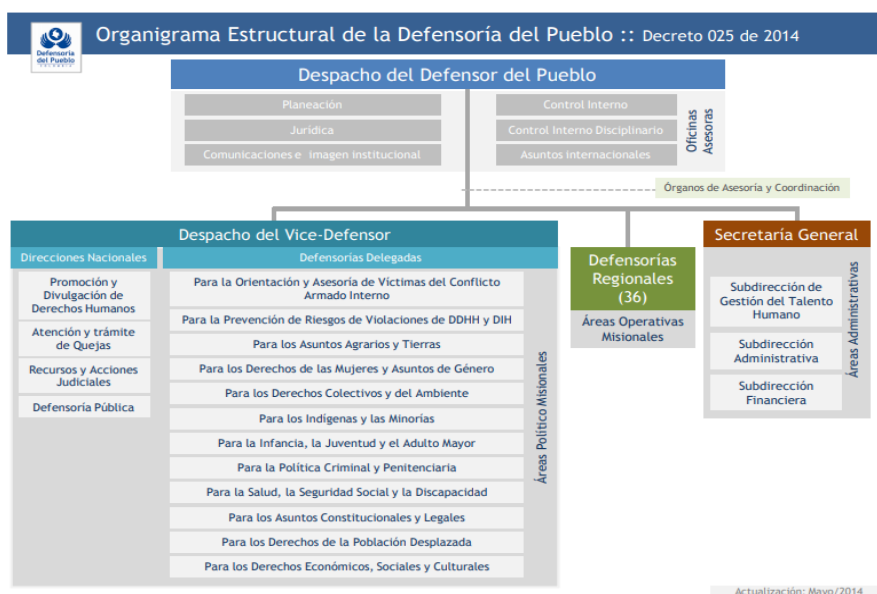 Organigrama Estructural de la Defensoría del Pueblo :: Decreto 025 de 2014
Defensoría
del Pueblo
COLOMBIA
Despacho del Defensor del Pueblo
Planeación
Jurídica
Comunicaciones e imagen institucional
Control Interno
Control Interno Disciplinario
Asuntos internacionales
Oficinas
Asesoras
Órganos de Asesoría y Coordinación
Despacho del Vice-Defensor
Direcciones Nacionales
Promoción y
Divulgación de
Derechos Humanos
Atención y trámite
de Quejas
Recursos y Acciones
Judiciales
Defensoría Pública
Defensorías Delegadas
Para la Orientación y Asesoría de Víctimas del Conflicto
Armado Interno
Para la Prevención de Riesgos de Violaciones de DDHH y DIH
Para los Asuntos Agrarios y Tierras
Para los Derechos de las Mujeres y Asuntos de Género
Para los Derechos Colectivos y del Ambiente
Para los Indígenas y las Minorías
Para la Infancia, la Juventud y el Adulto Mayor
Para la Política Criminal y Penitenciaria
Para la Salud, la Seguridad Social y la Discapacidad
Para los Asuntos Constitucionales y Legales
Para los Derechos de la Población Desplazada
Para los Derechos Económicos, Sociales y Culturales
Áreas Político Misionales
Defensorías
Regionales
(36)
Áreas Operativas
Misionales
Secretaría General
Subdirección de
Gestión del Talento
Humano
Subdirección
Administrativa
Subdirección
Financiera
Áreas Administrativas
Actualización: Mayo/2014